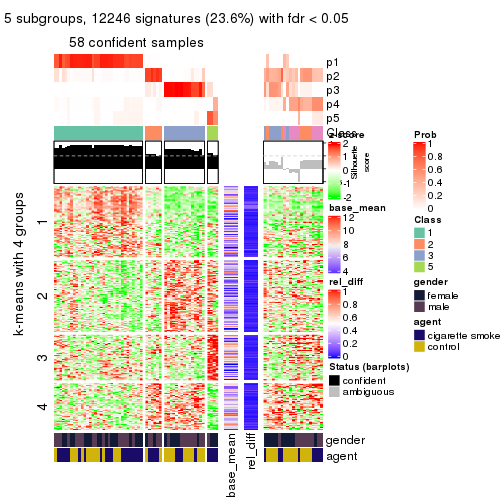 5 subgroups, 12246 signatures (23.6%) with fdr < 0.05
58 confident samples
p1
p2
p3
p4
p5
Class
Silhouette
score
k-means with 4 groups
1
2
3
4
base_mean
rel_diff
gender
agent
z-score
2
1
0
-1
-2
base_mean
12
10
8
6
4
rel_diff
1
0.8
0.6
0.4
0.2
0
Status (barplots)
confident
ambiguous
Prob
1
0.8
0.6
0.4
0.2
0
Class
1
2
3
5
gender
female
male
agent
cigarette smoke
control